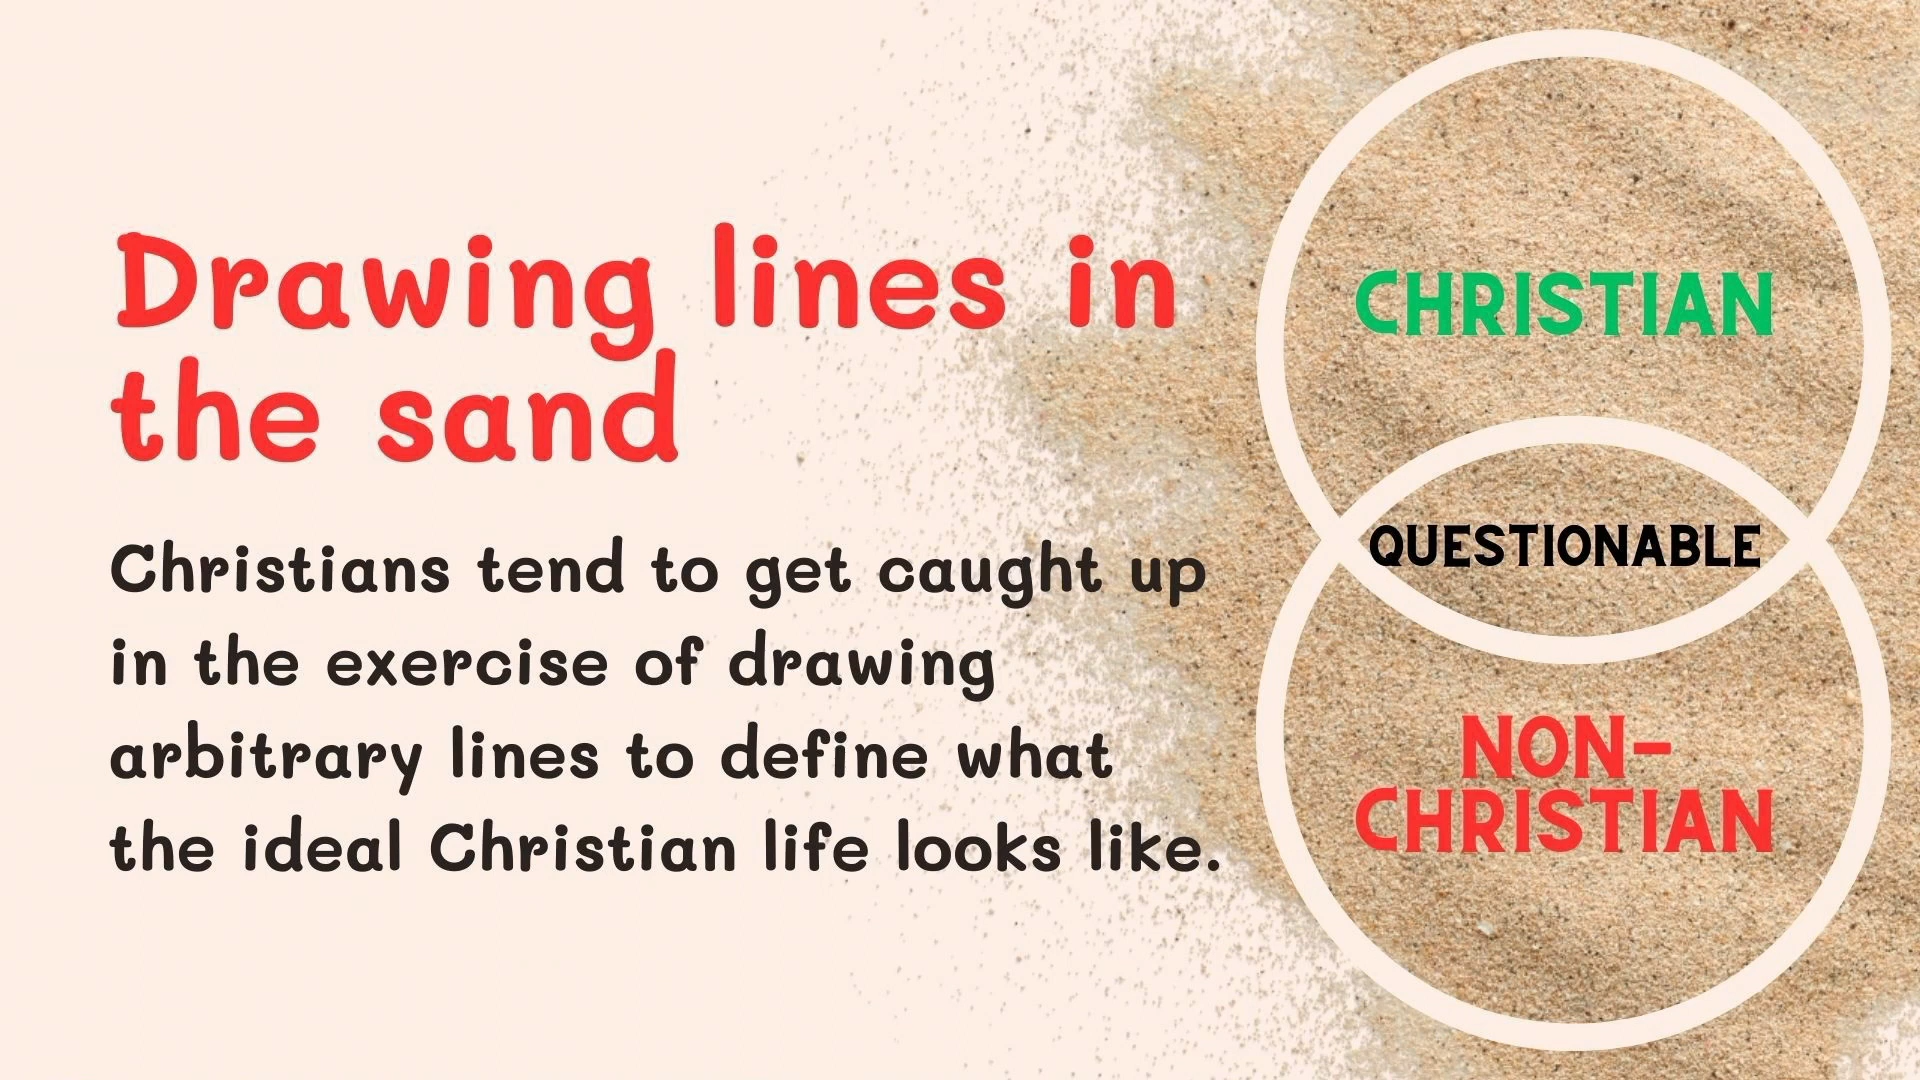 Drawing lines in
the sand
Christians tend to get caught up
in the exercise of drawing
arbitrary lines to define what
the ideal Christian life looks like.
CHRISTIAN
QUESTIONABLE
NON-
CHRISTIAN